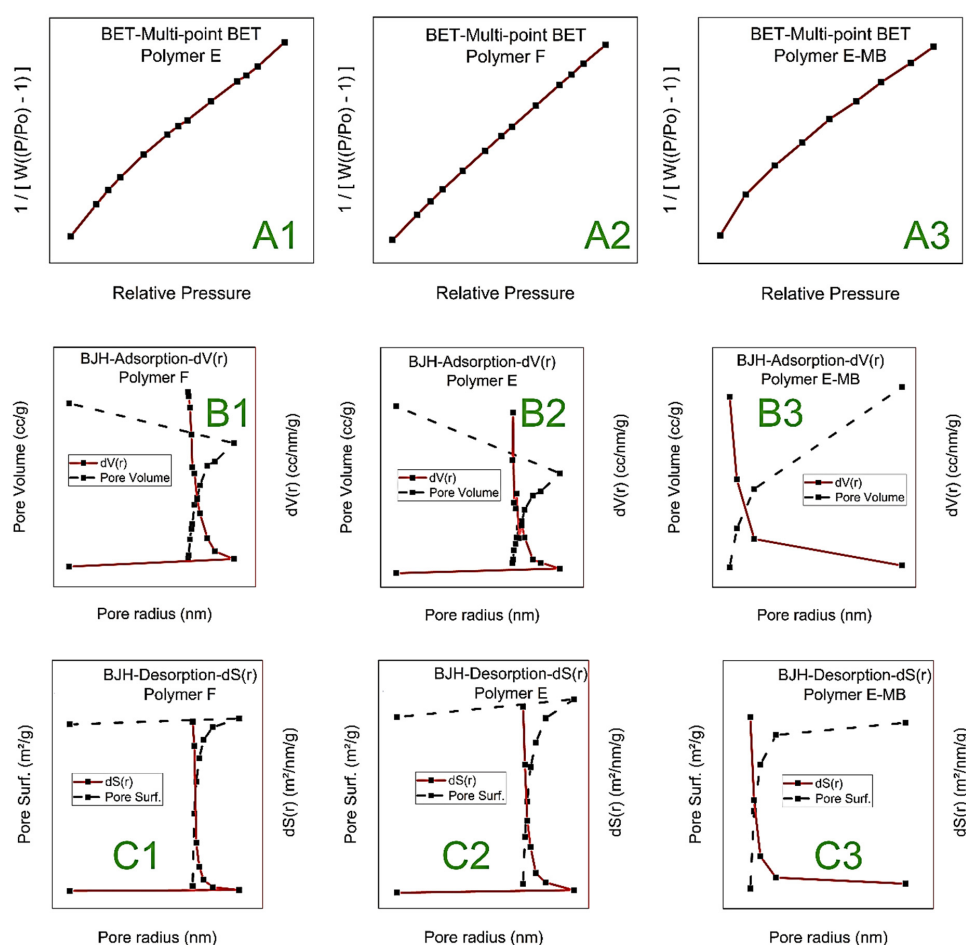 BET-Multi-point BET
Polymer E
1 / [ W((P/Po) - 1) ]
A1
Relative Pressure
BET-Multi-point BET
Polymer F
1 / [ W((P/Po) - 1) ]
A2
Relative Pressure
BET-Multi-point BET
Polymer E-MB
1 / [ W((P/Po) - 1) ]
A3
Relative Pressure
BJH-Adsorption-dV(r)
Polymer F
B1
Pore Volume (cc/g)
dV(r)
Pore Volume
dV(r) (cc/nm/g)
Pore radius (nm)
BJH-Adsorption-dV(r)
Polymer E
B2
Pore Volume (cc/g)
dV(r)
Pore Volume
dV(r) (cc/nm/g)
Pore radius (nm)
BJH-Adsorption-dV(r)
Polymer E-MB
B3
Pore Volume (cc/g)
dV(r)
Pore Volume
dV(r) (cc/nm/g)
Pore radius (nm)
BJH-Desorption-dS(r)
Polymer F
Pore Surf. (m²/g)
dS(r)
Pore Surf.
C1
dS(r) (m²/nm/g)
Pore radius (nm)
BJH-Desorption-dS(r)
Polymer E
Pore Surf. (m²/g)
dS(r)
Pore Surf.
C2
dS(r) (m²/nm/g)
Pore radius (nm)
BJH-Desorption-dS(r)
Polymer E-MB
Pore Surf. (m²/g)
dS(r)
Pore Surf.
C3
dS(r) (m²/nm/g)
Pore radius (nm)